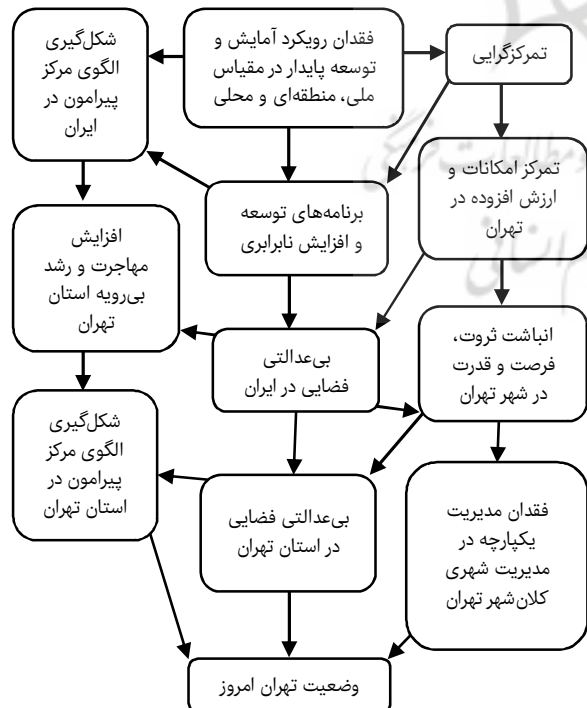 تمرکزگرایی
فقدان رویکرد آمایش و
توسعه پایدار در مقیاس
ملی، منطقه‌ای و محلی
شکل‌گیری
الگوی مرکز
پیرامون در
ایران
تمرکز امکانات و
ارزش افزوده در
تهران
برنامه‌های توسعه
و افزایش نابرابری
افزایش
مهاجرت و رشد
بی‌رویه استان
تهران
انباشت ثروت،
فرصت و قدرت
در شهر تهران
بی‌عدالتی
فضایی در ایران
شکل‌گیری
الگوی مرکز
پیرامون در
استان تهران
فقدان مدیریت
یکپارچه در
مدیریت شهری
کلان‌شهر تهران
بی‌عدالتی فضایی
در استان تهران
وضعیت تهران امروز